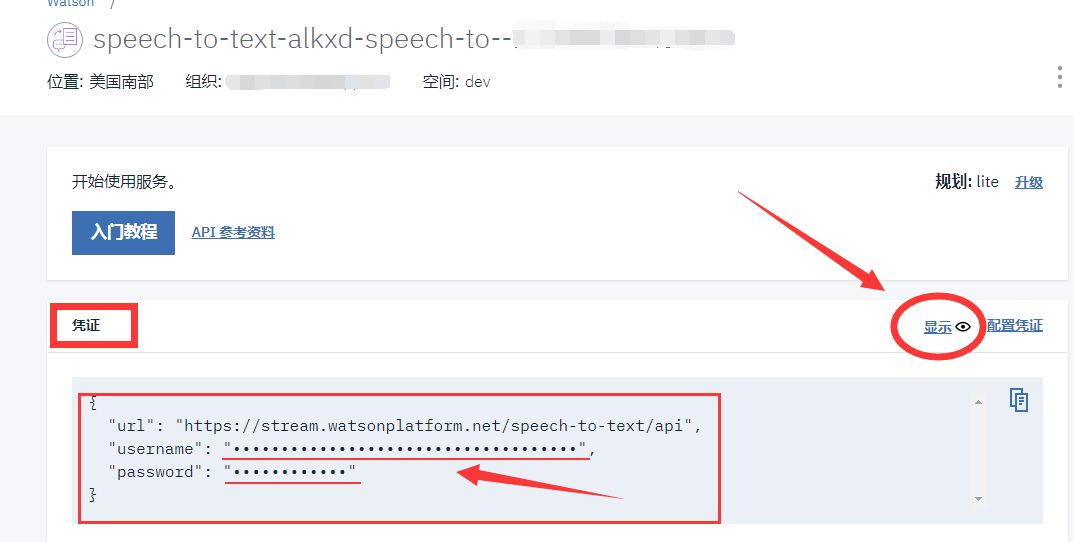 Watson /
speech-to-text-alkxd-speech-to--
位置: 美国南部 组织: 空间: dev
开始使用服务。 规划: lite 升级
入门教程 API 参考资料
凭证 显示 配置凭证
{
"url": "https://stream.watsonplatform.net/speech-to-text/api",
"username": "••••••••••••••••••••••••••••••••••••",
"password": "••••••••••••"
}